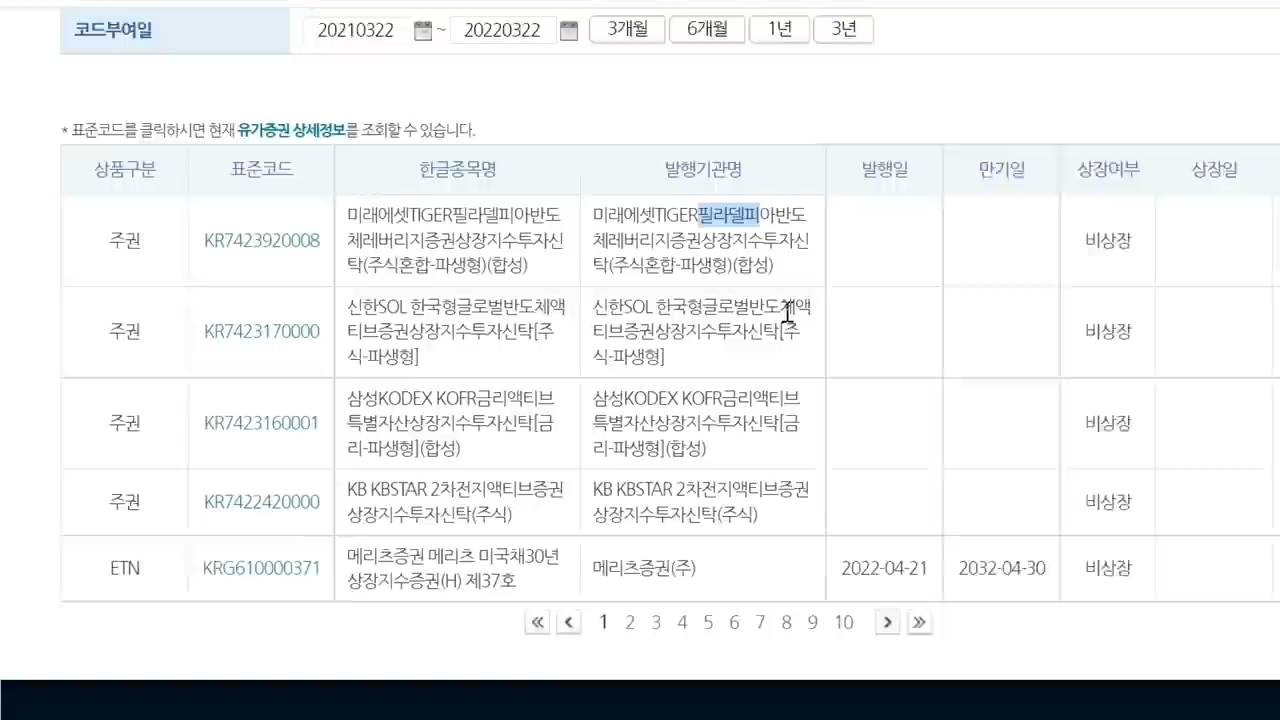 코드부여일 20210322 ~ 20220322 3개월 6개월 1년 3년
* 표준코드를 클릭하시면 현재 유가증권 상세정보를 조회할 수 있습니다.
상품구분 표준코드 한글종목명 발행기관명 발행일 만기일 상장여부 상장일
주권 KR7423920008
미래에셋TIGER필라델피아반도
체레버리지증권상장지수투자신
탁(주식혼합-파생형)(합성)
미래에셋TIGER필라델피아반도
체레버리지증권상장지수투자신
탁(주식혼합-파생형)(합성)
비상장
주권 KR7423170000
신한SOL 한국형글로벌반도체액
티브증권상장지수투자신탁[주
식-파생형]
신한SOL 한국형글로벌반도체액
티브증권상장지수투자신탁[주
식-파생형]
비상장
주권 KR7423160001
삼성KODEX KOFR금리액티브
특별자산상장지수투자신탁[금
리-파생형](합성)
삼성KODEX KOFR금리액티브
특별자산상장지수투자신탁[금
리-파생형](합성)
비상장
주권 KR7422420000
KB KBSTAR 2차전지액티브증권
상장지수투자신탁(주식)
KB KBSTAR 2차전지액티브증권
상장지수투자신탁(주식)
비상장
ETN KRG610000371
메리츠증권 메리츠 미국채30년
상장지수증권(H) 제37호
메리츠증권(주) 2022-04-21 2032-04-30 비상장
« ‹ 1 2 3 4 5 6 7 8 9 10 › »